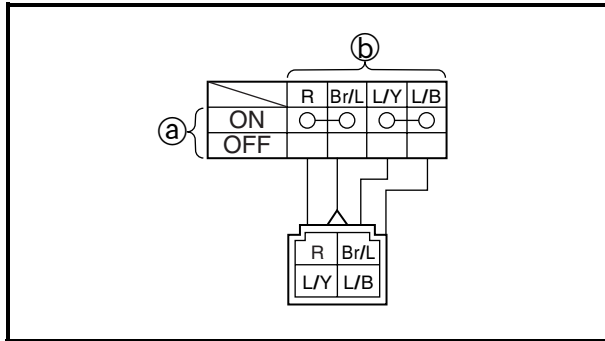 ⓑ
R Br/L L/Y L/B
ⓐ ON
OFF
R Br/L
L/Y L/B